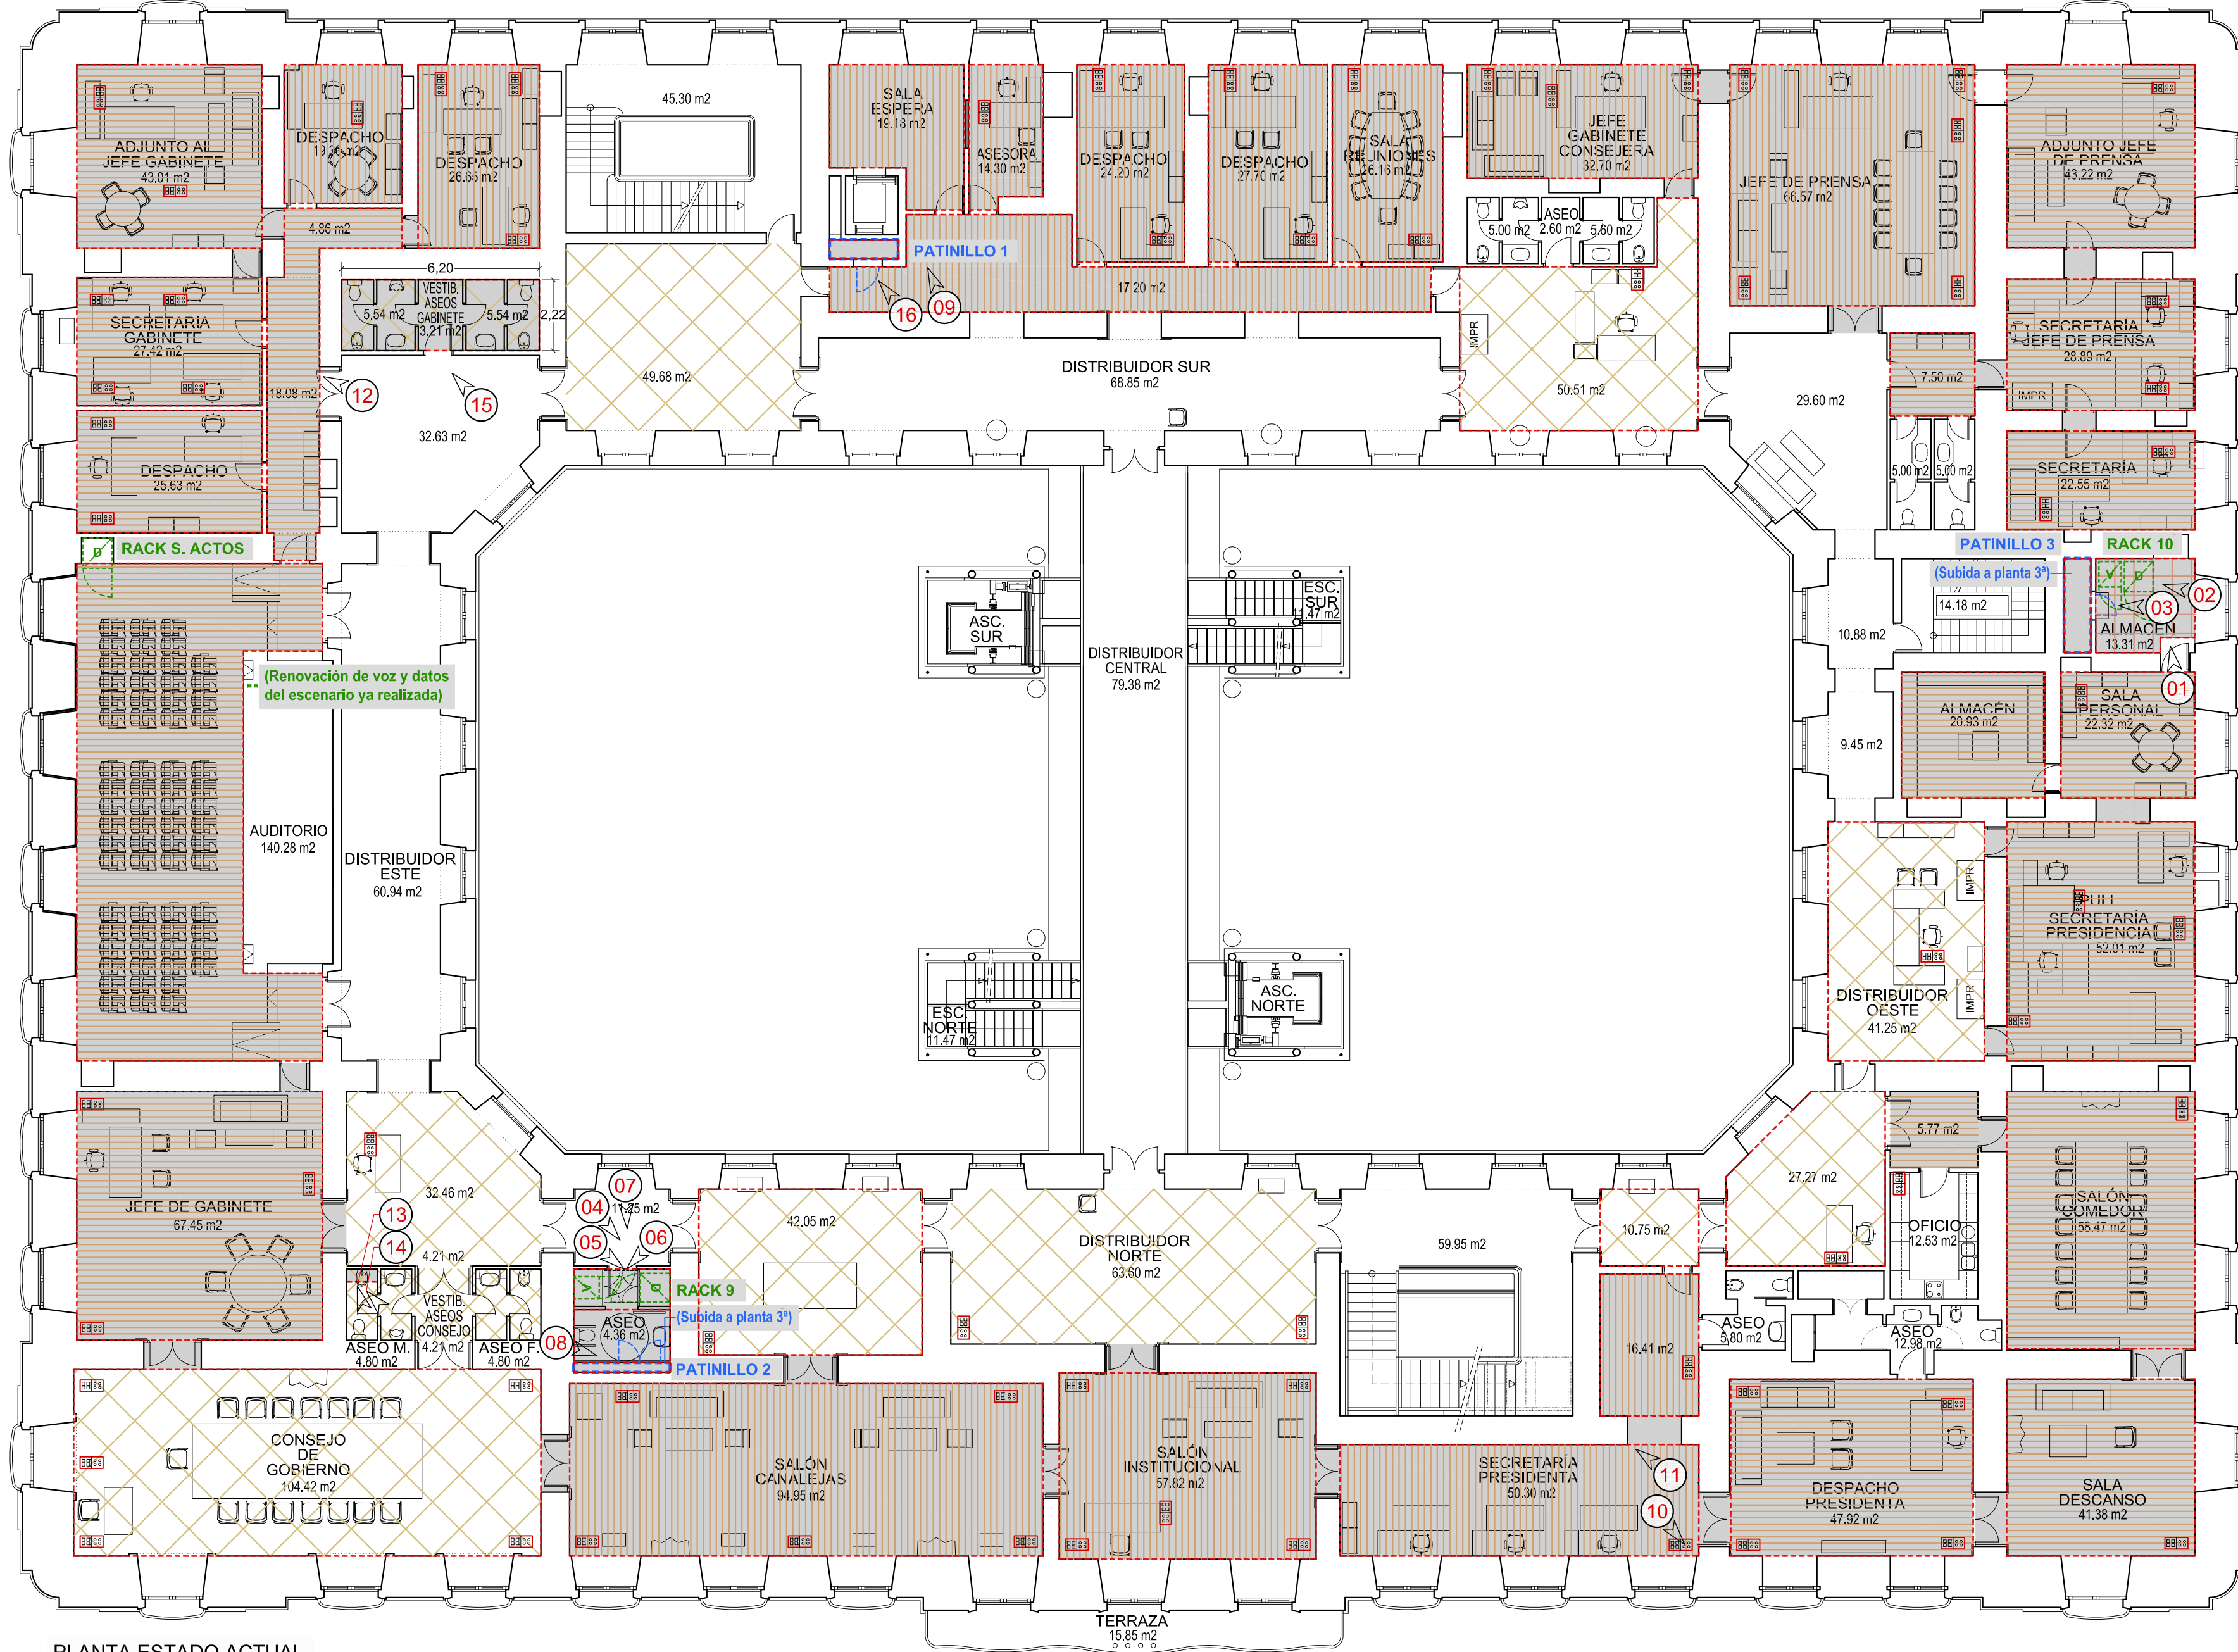 ADJUNTO AL
JEFE GABINETE
43.01 m2
DESPACHO
DESPACHO
26.65 m2
45.30 m2
SALA
ESPERA
19.18 m2
ASESORA
14.30 m2
DESPACHO
24.20 m2
DESPACHO
27.70 m2
SALA
REUNIONES
26.16 m2
JEFE
GABINETE
CONSEJERA
32.70 m2
JEFE DE PRENSA
66.57 m2
ADJUNTO JEFE
DE PRENSA
43.22 m2
4.86 m2
PATINILLO 1
16
09
17.20 m2
5.00 m2
ASEO
2.60 m2
5.60 m2
6,20
2,22
VESTIB.
ASEOS
GABINETE
3.21 m2
5.54 m2
5.54 m2
SECRETARÍA
GABINETE
27.42 m2
18.08 m2
12
15
32.63 m2
49.68 m2
DISTRIBUIDOR SUR
68.85 m2
IMPR
50.51 m2
29.60 m2
7.50 m2
SECRETARÍA
JEFE DE PRENSA
28.89 m2
IMPR
DESPACHO
25.63 m2
5.00 m2
5.00 m2
SECRETARÍA
22.55 m2
D
RACK S. ACTOS
PATINILLO 3
(Subida a planta 3ª)
RACK 10
V
D
02
03
ALMACÉN
13.31 m2
01
14.18 m2
10.88 m2
ASC.
SUR
ESC.
SUR
11.47 m2
DISTRIBUIDOR
CENTRAL
79.38 m2
(Renovación de voz y datos
del escenario ya realizada)
ALMACÉN
20.93 m2
SALA
PERSONAL
22.32 m2
9.45 m2
AUDITORIO
140.28 m2
DISTRIBUIDOR
ESTE
60.94 m2
IMPR
PULL
SECRETARÍA
PRESIDENCIA
52.01 m2
DISTRIBUIDOR
OESTE
41.25 m2
IMPR
ESC.
NORTE
11.47 m2
ASC.
NORTE
JEFE DE GABINETE
67.45 m2
32.46 m2
13
14
4.21 m2
04
07
11.25 m2
05
06
42.05 m2
DISTRIBUIDOR
NORTE
63.60 m2
59.95 m2
10.75 m2
27.27 m2
5.77 m2
OFICIO
12.53 m2
SALÓN
COMEDOR
58.47 m2
V
D
RACK 9
(Subida a planta 3ª)
ASEO
4.36 m2
08
PATINILLO 2
VESTIB.
ASEOS
CONSEJO
4.21 m2
ASEO M.
4.80 m2
ASEO F.
4.80 m2
16.41 m2
ASEO
5.80 m2
ASEO
12.98 m2
CONSEJO
DE
GOBIERNO
104.42 m2
SALÓN
CANALEJAS
94.95 m2
SALÓN
INSTITUCIONAL
57.82 m2
SECRETARÍA
PRESIDENTA
50.30 m2
11
10
DESPACHO
PRESIDENTA
47.92 m2
SALA
DESCANSO
41.38 m2
TERRAZA
15.85 m2
PLANTA ESTADO ACTUAL